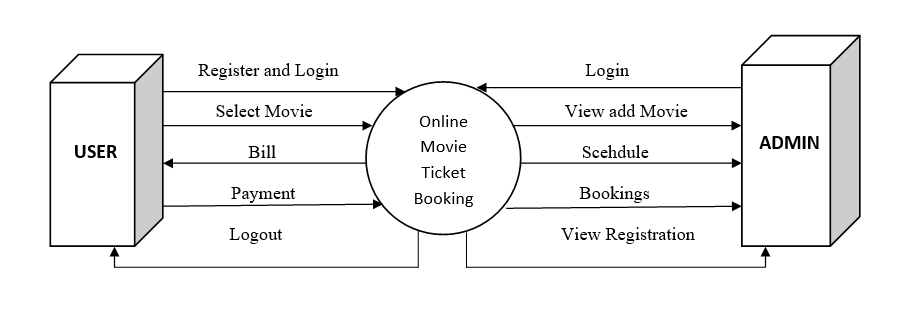 Register and Login
Login
Select Movie
View add Movie
Online
Movie
Ticket
Booking
USER
ADMIN
Bill
Scehdule
Payment
Bookings
Logout
View Registration